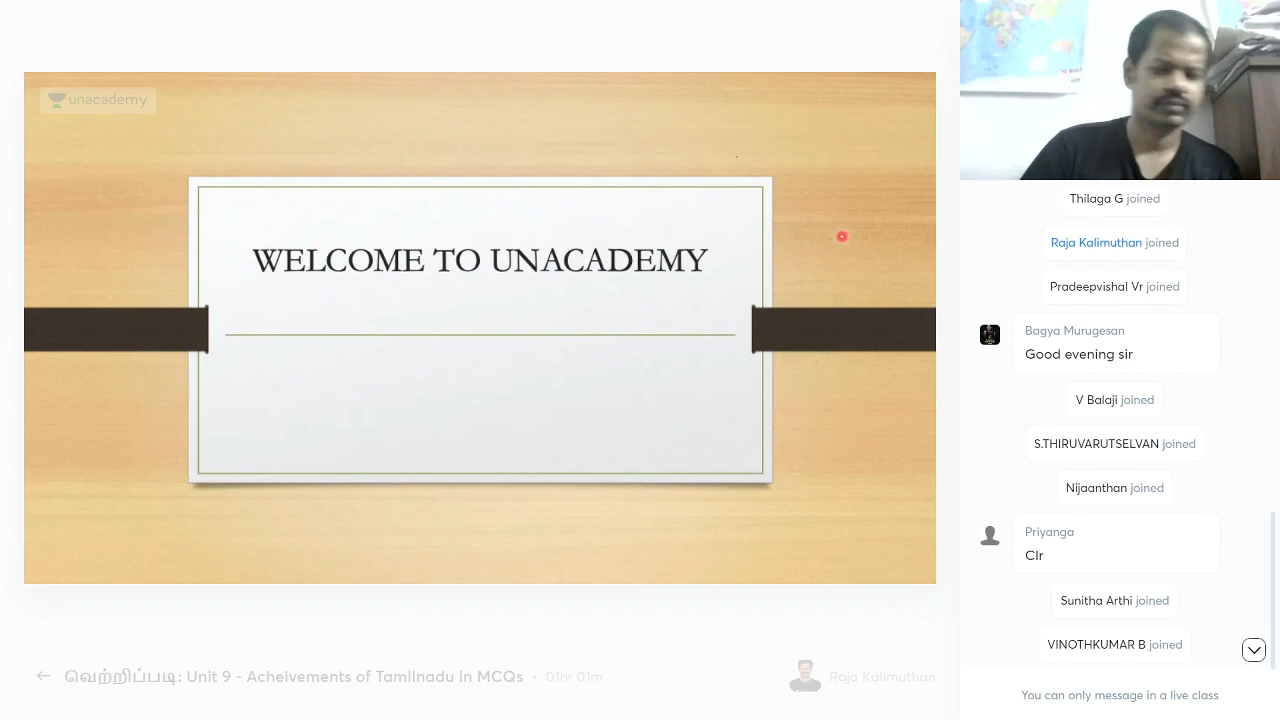 unacademy
WELCOME TO UNACADEMY
வெற்றிப்படி: Unit 9 - Acheivements of Tamilnadu in MCQs • 01hr 01m
Raja Kalimuthan
Thilaga G joined
Raja Kalimuthan joined
Pradeepvishal Vr joined
Bagya Murugesan
Good evening sir
V Balaji joined
S.THIRUVARUTSELVAN joined
Nijaanthan joined
Priyanga
Clr
Sunitha Arthi joined
VINOTHKUMAR B joined
You can only message in a live class